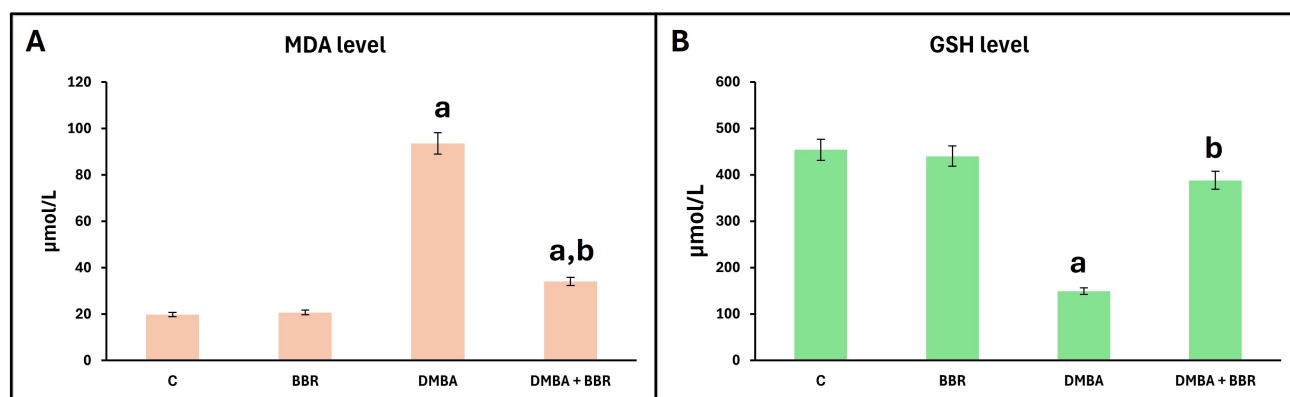 A
MDA level
120
100
80
60
40
20
0
µmol/L
a
a,b
C BBR DMBA DMBA + BBR
B
GSH level
600
500
400
300
200
100
0
µmol/L
a
b
C BBR DMBA DMBA + BBR